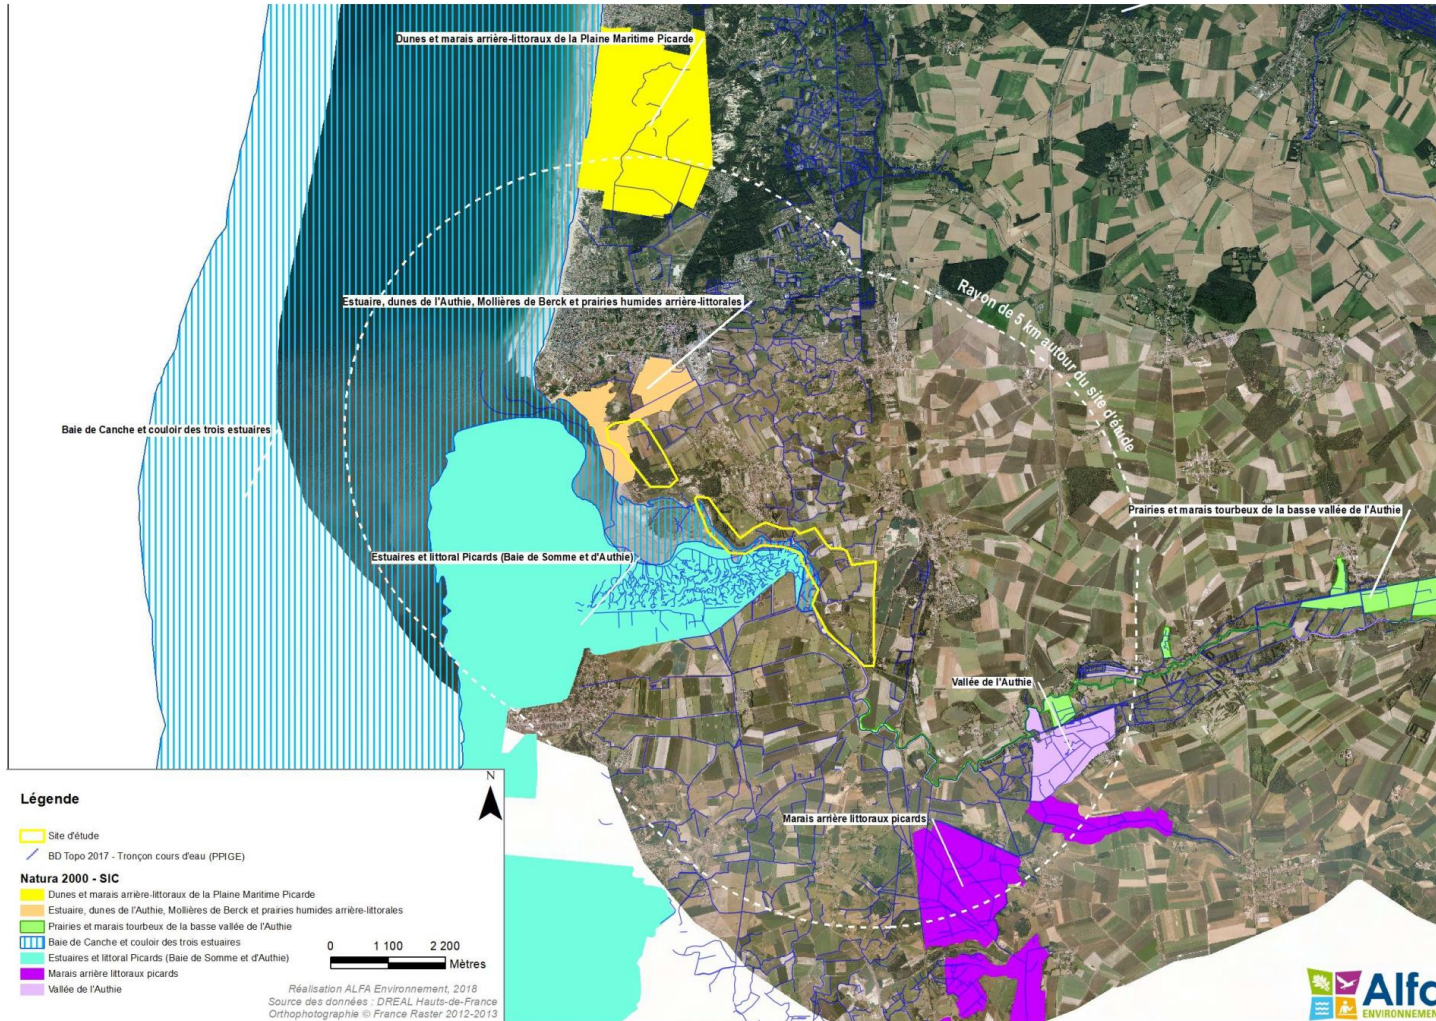 Dunes et marais arrière-littoraux de la Plaine Maritime Picarde
Estuaire, dunes de l'Authie, Mollières de Berck et prairies humides arrière-littorales
Rayon de 5 km autour du site d'étude
Baie de Canche et couloir des trois estuaires
Prairies et marais tourbeux de la basse vallée de l'Authie
Estuaires et littoral Picards (Baie de Somme et d'Authie)
Vallée de l'Authie
Marais arrière littoraux picards
N
Légende
Site d'étude
BD Topo 2017 - Tronçon cours d'eau (PPIGE)
Natura 2000 - SIC
Dunes et marais arrière-littoraux de la Plaine Maritime Picarde
Estuaire, dunes de l'Authie, Mollières de Berck et prairies humides arrière-littorales
Prairies et marais tourbeux de la basse vallée de l'Authie
Baie de Canche et couloir des trois estuaires
Estuaires et littoral Picards (Baie de Somme et d'Authie)
Marais arrière littoraux picards
Vallée de l'Authie
0 1 100 2 200
Mètres
Réalisation ALFA Environnement, 2018
Source des données : DREAL Hauts-de-France
Orthophotographie © France Raster 2012-2013
Alfa
ENVIRONNEMEN